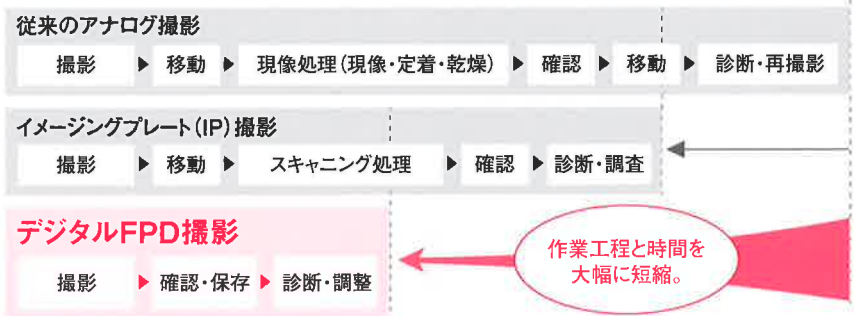 従来のアナログ撮影
撮影 ▶ 移動 ▶ 現像処理(現像・定着・乾燥) ▶ 確認 ▶ 移動 ▶ 診断・再撮影
イメージングプレート(IP)撮影
撮影 ▶ 移動 ▶ スキャニング処理 ▶ 確認 ▶ 診断・調査
デジタルFPD撮影
撮影 ▶ 確認・保存 ▶ 診断・調整
作業工程と時間を
大幅に短縮。